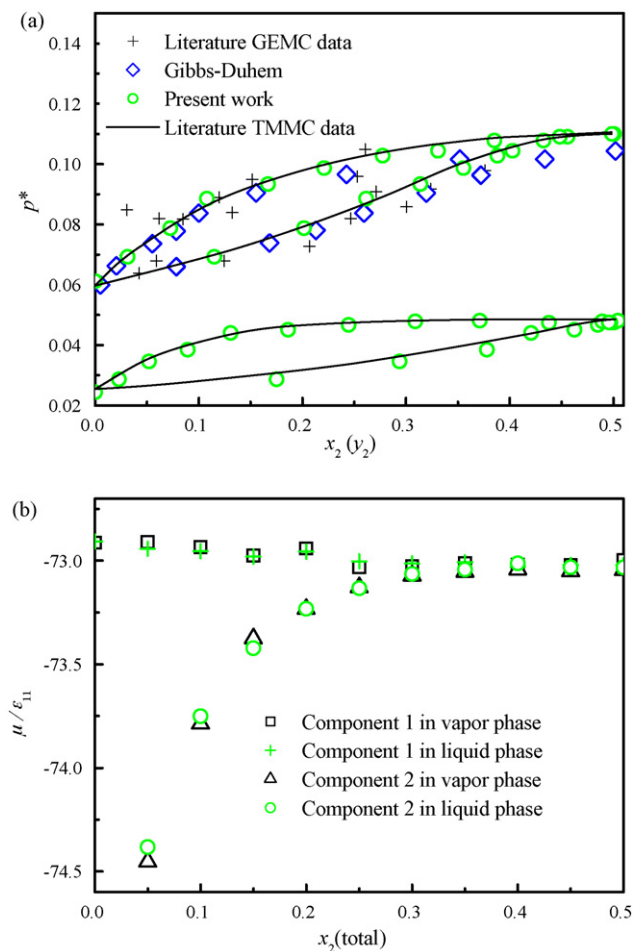 (a)
0.14
0.12
0.10
0.08
0.06
0.04
0.02
p*
Literature GEMC data
Gibbs-Duhem
Present work
Literature TMMC data
0.0 0.1 0.2 0.3 0.4 0.5
x₂ (y₂)
(b)
-73.0
-73.5
-74.0
-74.5
μ / ε₁₁
Component 1 in vapor phase
Component 1 in liquid phase
Component 2 in vapor phase
Component 2 in liquid phase
0.0 0.1 0.2 0.3 0.4 0.5
x₂(total)